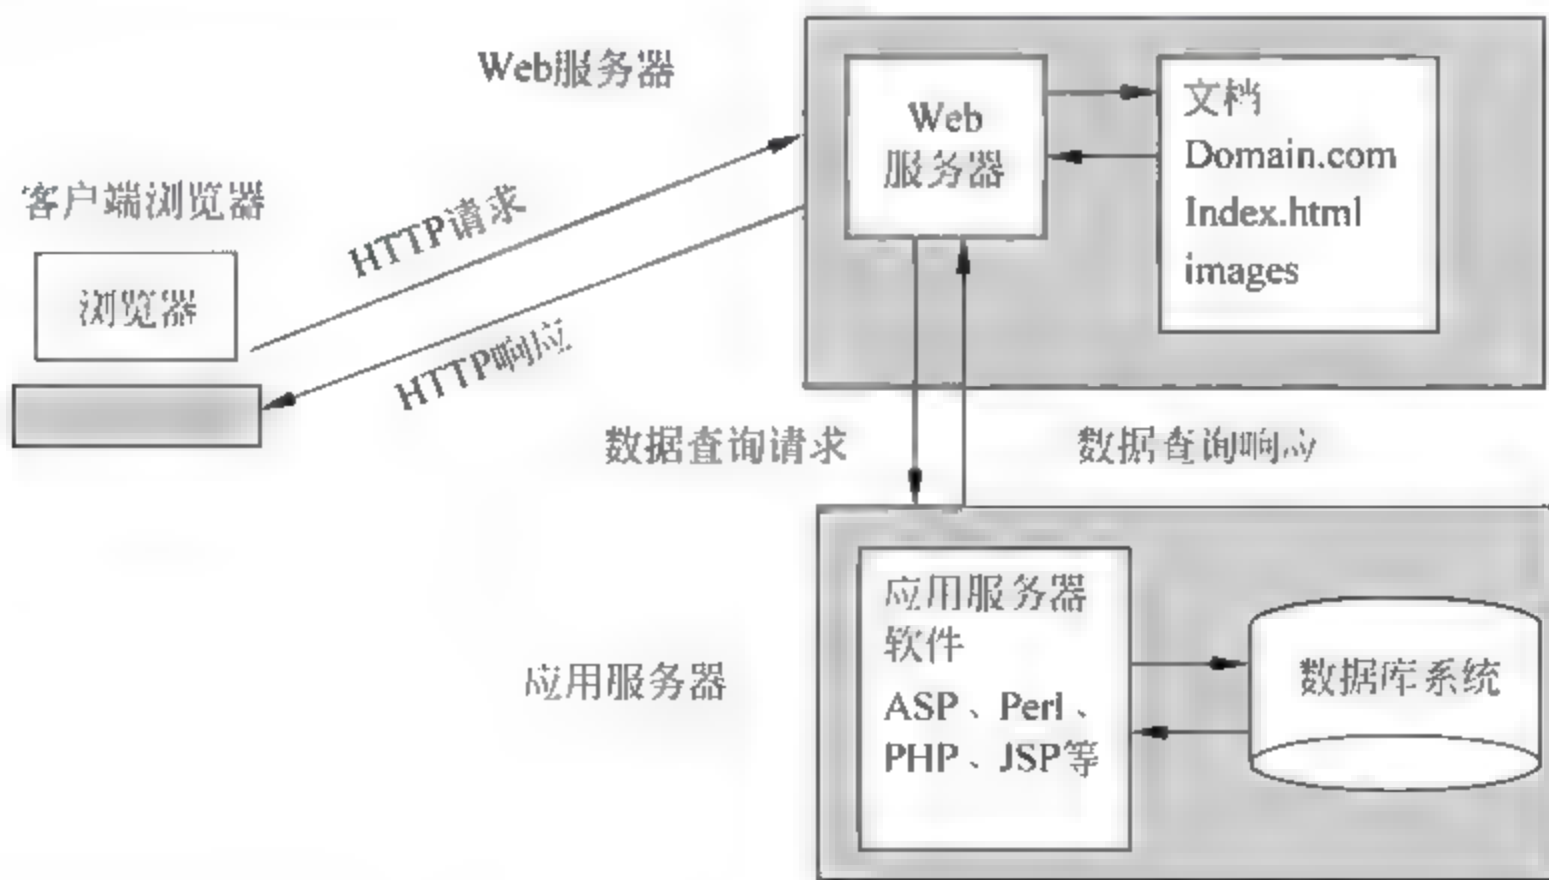 Web服务器
Web
服务器
文档
Domain.com
Index.html
images
客户端浏览器
浏览器
HTTP请求
HTTP响应
数据查询请求
数据查询响应
应用服务器
应用服务器
软件
ASP、Perl、
PHP、JSP等
数据库系统